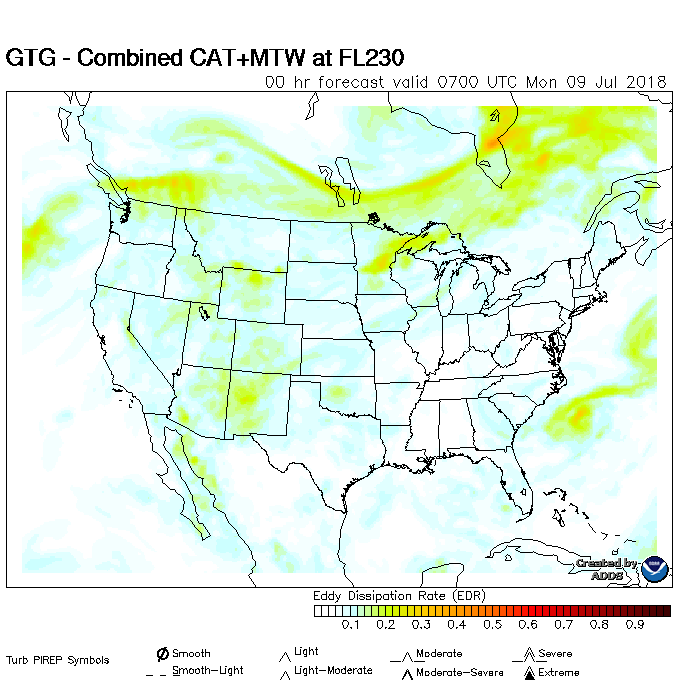 GTG - Combined CAT+MTW at FL230
00 hr forecast valid 0700 UTC Mon 09 Jul 2018
Created by
ADDS
Eddy Dissipation Rate (EDR)
0.1 0.2 0.3 0.4 0.5 0.6 0.7 0.8 0.9
Turb PIREP Symbols
Smooth
Light
Moderate
Severe
Smooth-Light
Light-Moderate
Moderate-Severe
Extreme